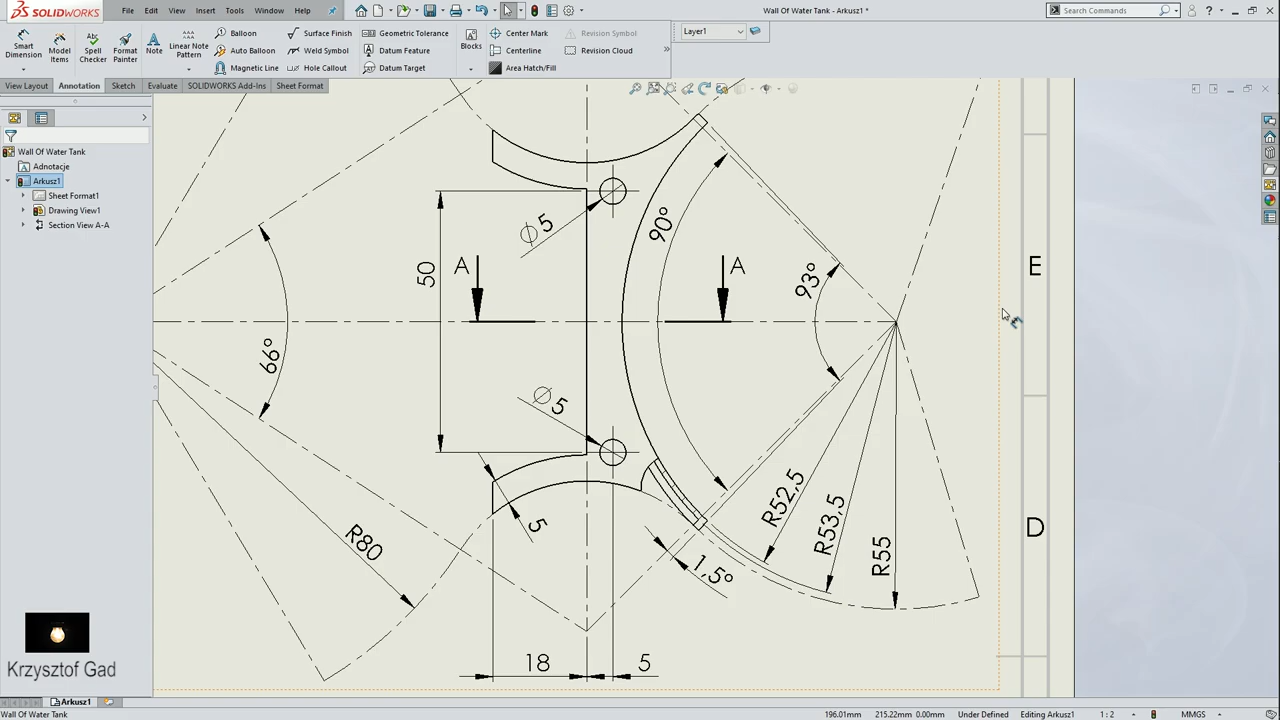 SOLIDWORKS File Edit View Insert Tools Window Help Wall Of Water Tank - Arkusz1 * Search Commands ?
Smart Dimension
Model Items
Spell Checker
Format Painter
Note
Linear Note Pattern
Balloon
Auto Balloon
Magnetic Line
Surface Finish
Weld Symbol
Hole Callout
Geometric Tolerance
Datum Feature
Datum Target
Blocks
Center Mark
Centerline
Area Hatch/Fill
Revision Symbol
Revision Cloud
Layer1
View Layout Annotation Sketch Evaluate SOLIDWORKS Add-Ins Sheet Format
Wall Of Water Tank
Adnotacje
Arkusz1
Sheet Format1
Drawing View1
Section View A-A
∅5
90°
50
A
A
93°
E
66°
∅5
R80
5
1,5°
R52,5
R53,5
R55
D
18
5
Krzysztof Gad
Arkusz1
Wall Of Water Tank 196.01mm 215.22mm 0.00mm Under Defined Editing Arkusz1 1 : 2 MMGS